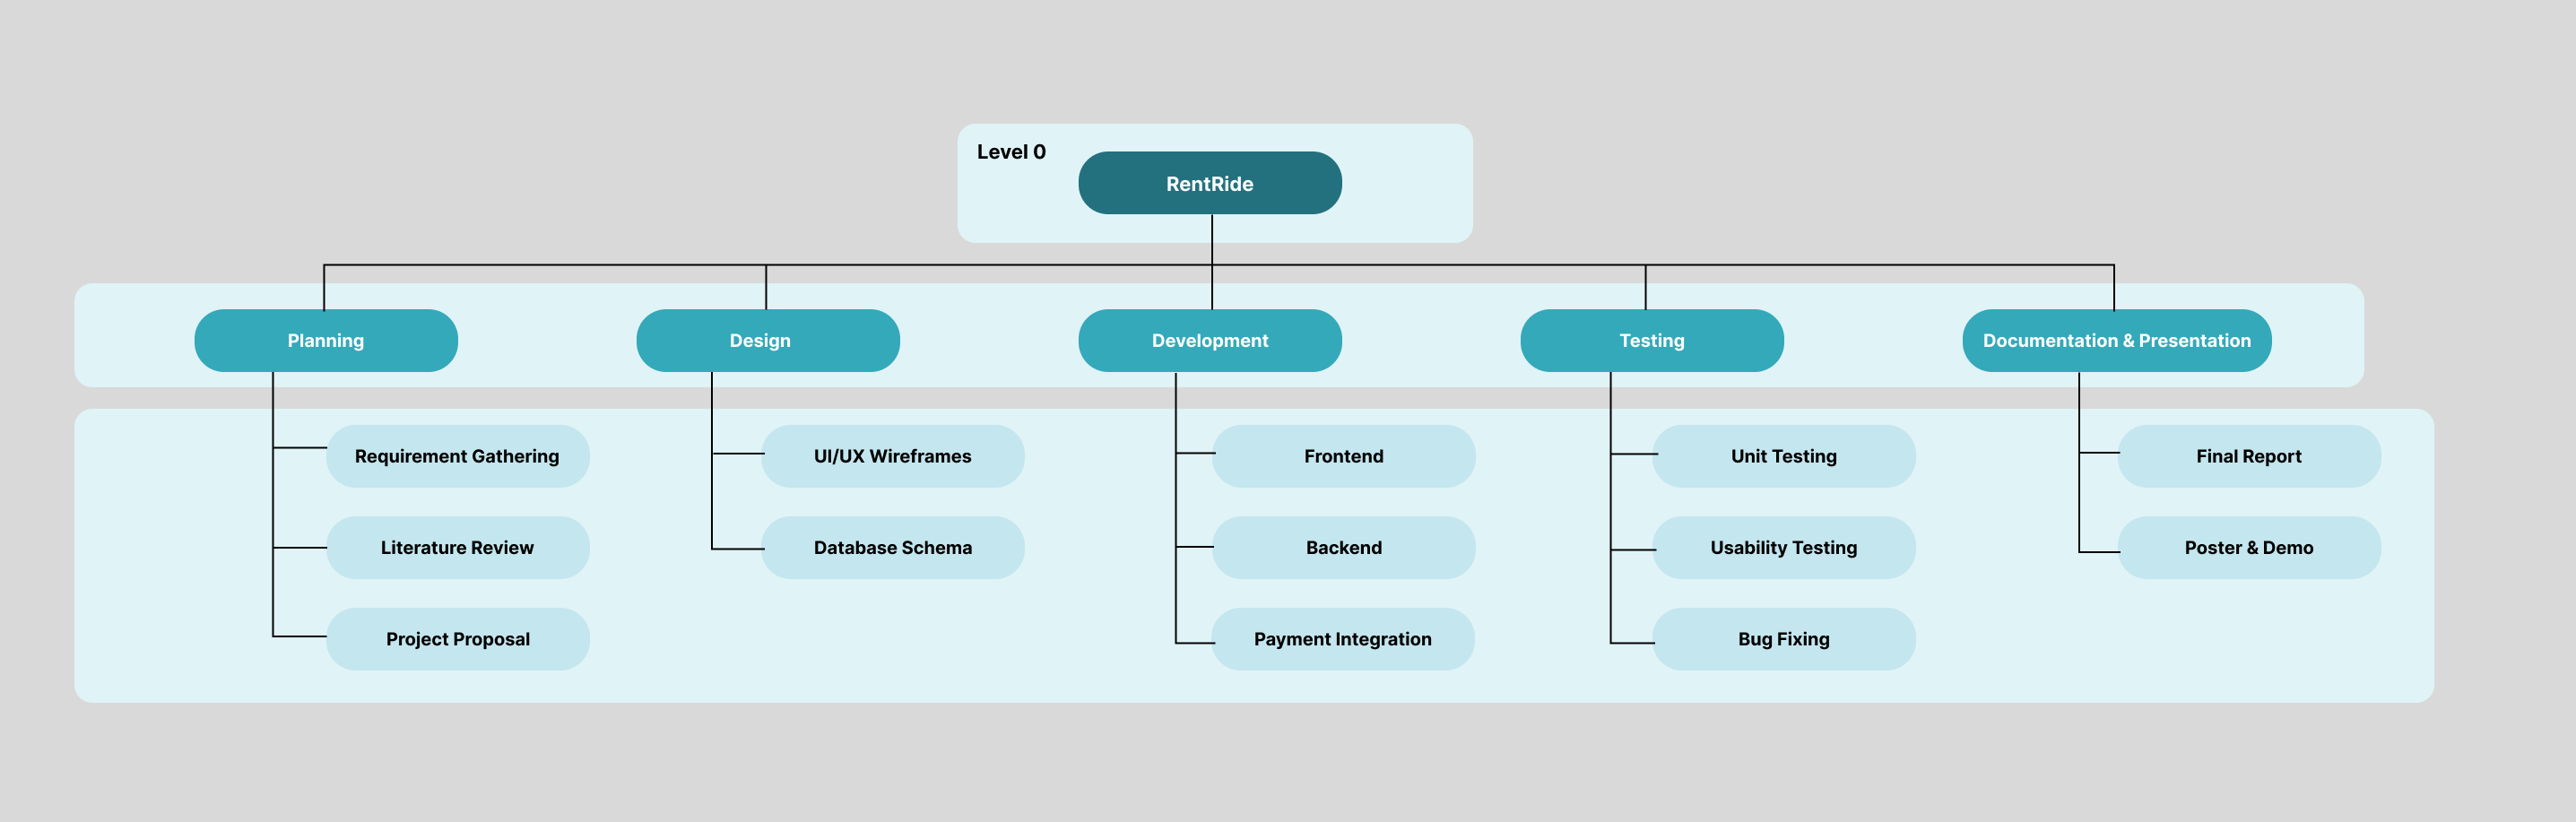 Level 0
RentRide
Planning
Design
Development
Testing
Documentation & Presentation
Requirement Gathering
UI/UX Wireframes
Frontend
Unit Testing
Final Report
Literature Review
Database Schema
Backend
Usability Testing
Poster & Demo
Project Proposal
Payment Integration
Bug Fixing